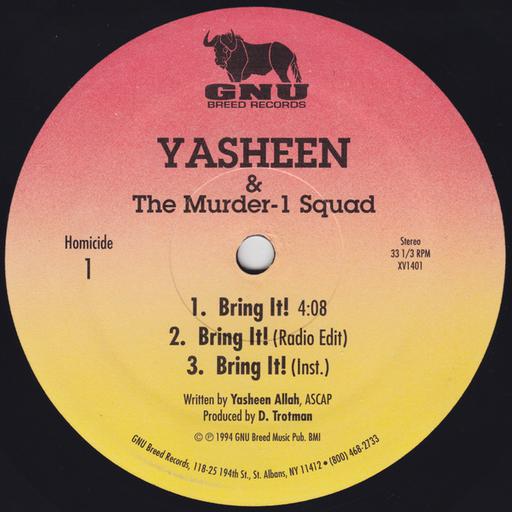 GNU
BREED RECORDS
YASHEEN
&
The Murder-1 Squad
Homicide
1
Stereo
33 1/3 RPM
XV1401
1. Bring It! 4:08
2. Bring It! (Radio Edit)
3. Bring It! (Inst.)
Written by Yasheen Allah, ASCAP
Produced by D. Trotman
© ℗ 1994 GNU Breed Music Pub. BMI
GNU Breed Records, 118-25 194th St., St. Albans, NY 11412 • (800) 468-2733